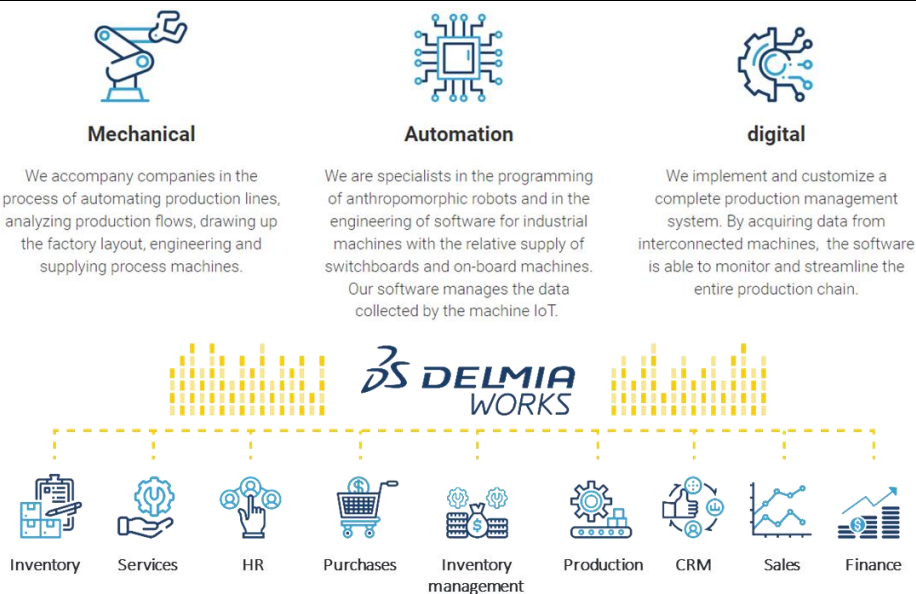 Mechanical
We accompany companies in the
process of automating production lines,
analyzing production flows, drawing up
the factory layout, engineering and
supplying process machines.
Automation
We are specialists in the programming
of anthropomorphic robots and in the
engineering of software for industrial
machines with the relative supply of
switchboards and on-board machines.
Our software manages the data
collected by the machine IoT.
digital
We implement and customize a
complete production management
system. By acquiring data from
interconnected machines, the software
is able to monitor and streamline the
entire production chain.
3DS DELMIA
WORKS
Inventory
Services
HR
Purchases
Inventory
management
Production
CRM
Sales
Finance